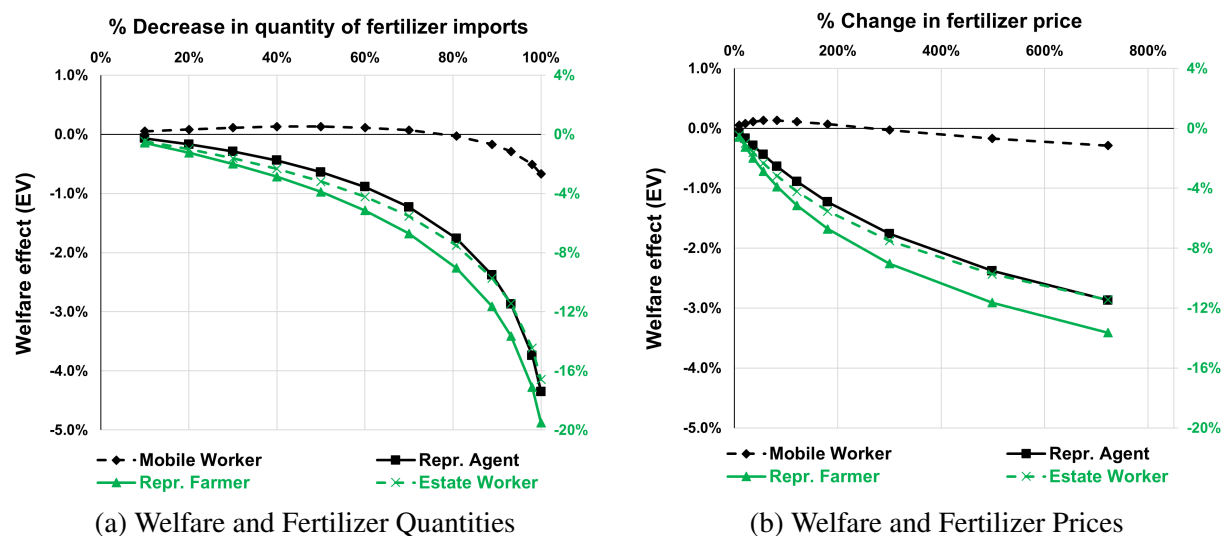 % Decrease in quantity of fertilizer imports
0% 20% 40% 60% 80% 100%
1.0% 4%
0.0% 0%
-1.0% -4%
-2.0% -8%
-3.0% -12%
-4.0% -16%
-5.0% -20%
Welfare effect (EV)
Mobile Worker Repr. Agent
Repr. Farmer Estate Worker
(a) Welfare and Fertilizer Quantities
% Change in fertilizer price
0% 200% 400% 600% 800%
1.0% 4%
0.0% 0%
-1.0% -4%
-2.0% -8%
-3.0% -12%
-4.0% -16%
-5.0% -20%
Welfare effect (EV)
Mobile Worker Repr. Agent
Repr. Farmer Estate Worker
(b) Welfare and Fertilizer Prices